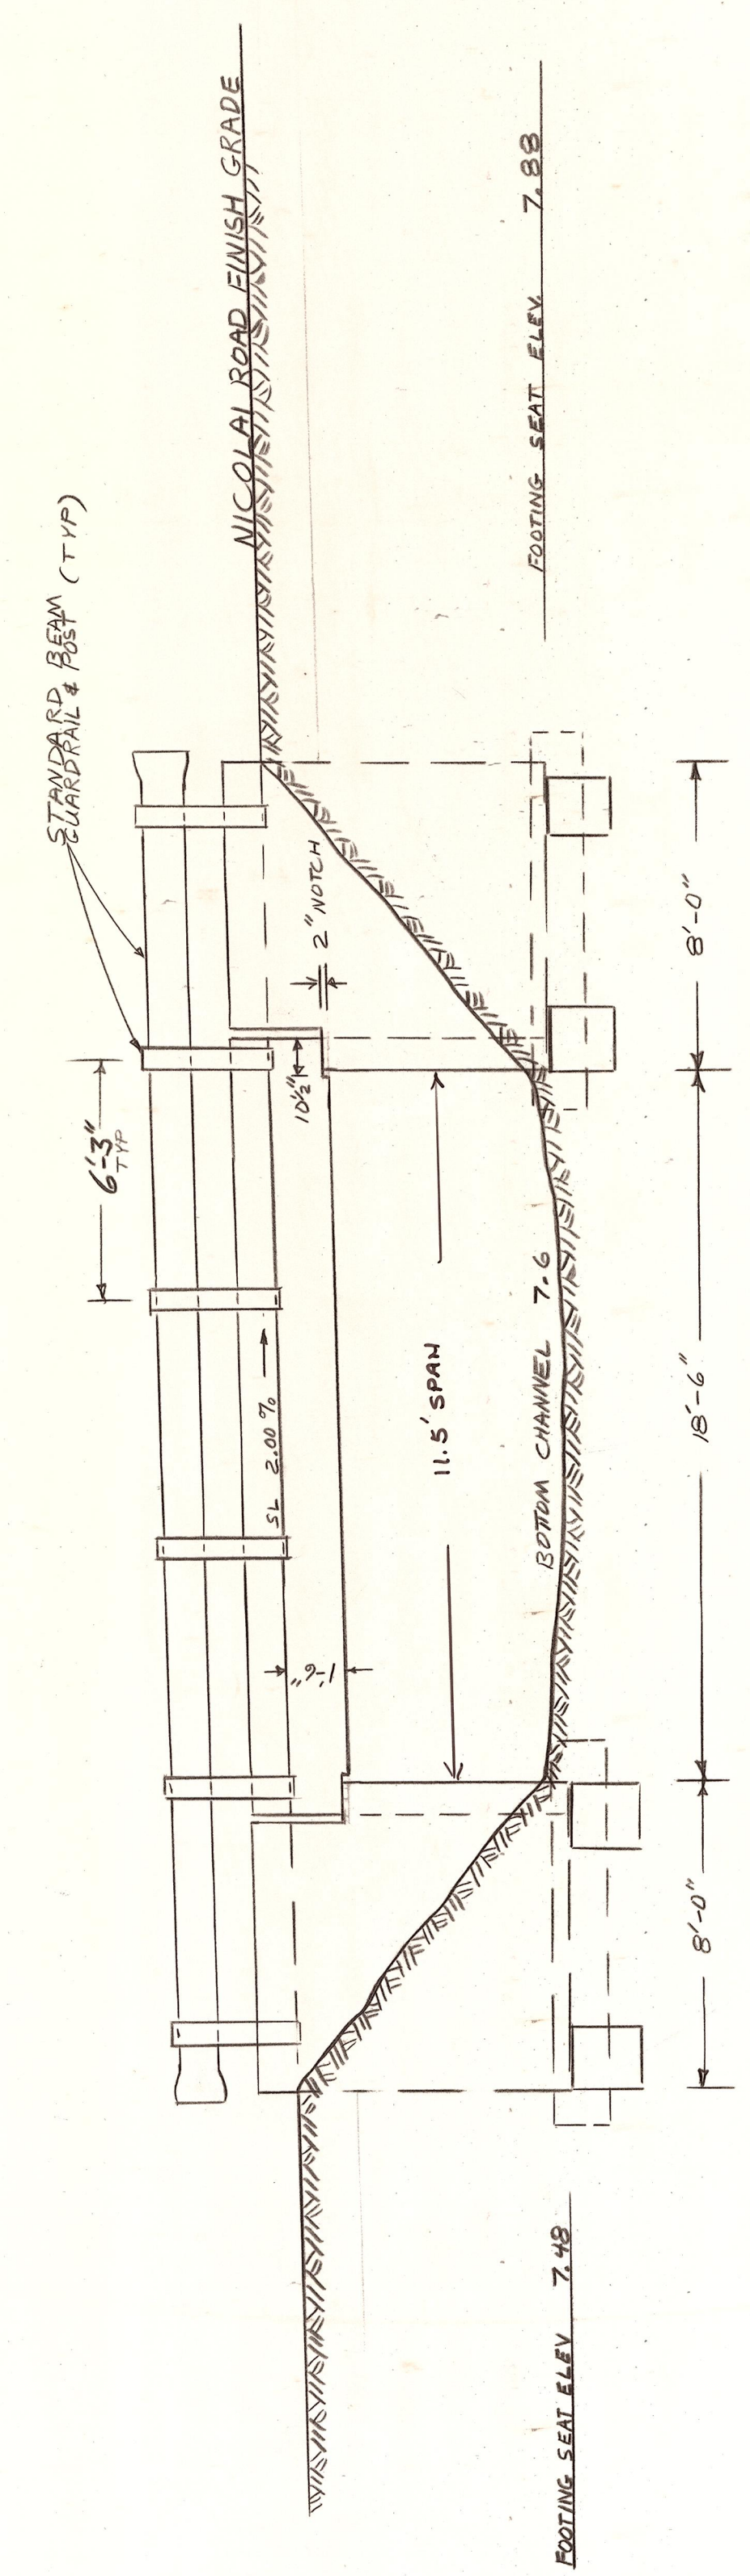 STANDARD BEAM
GUARDRAIL & POST (TYP)
NICOLAI ROAD FINISH GRADE
6'-3"
TYP
2" NOTCH
10½"
SL 2.00%
1'-6"
11.5' SPAN
BOTTOM CHANNEL 7.6
FOOTING SEAT ELEV. 7.88
FOOTING SEAT ELEV 7.48
8'-0"
18'-6"
8'-0"